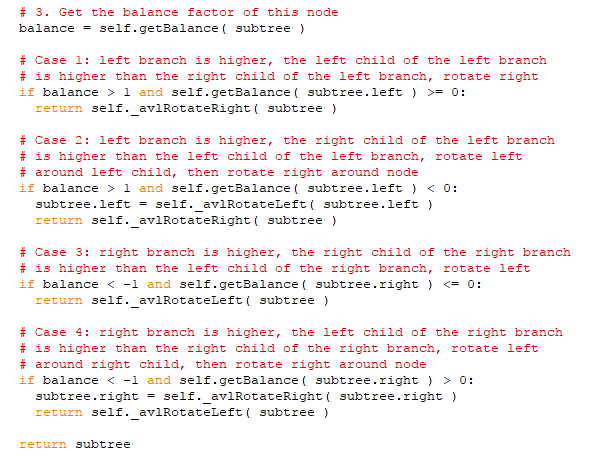 # 3. Get the balance factor of this node
balance = self.getBalance( subtree )
# Case 1: left branch is higher, the left child of the left branch
# is higher than the right child of the left branch, rotate right
if balance > 1 and self.getBalance( subtree.left ) >= 0:
return self._avlRotateRight( subtree )
# Case 2: left branch is higher, the right child of the left branch
# is higher than the left child of the left branch, rotate left
# around left child, then rotate right around node
if balance > 1 and self.getBalance( subtree.left ) < 0:
subtree.left = self._avlRotateLeft( subtree.left )
return self._avlRotateRight( subtree )
# Case 3: right branch is higher, the right child of the right branch
# is higher than the left child of the right branch, rotate left
if balance < -1 and self.getBalance( subtree.right ) <= 0:
return self._avlRotateLeft( subtree )
# Case 4: right branch is higher, the left child of the right branch
# is higher than the right child of the right branch, rotate left
# around right child, then rotate right around node
if balance < -1 and self.getBalance( subtree.right ) > 0:
subtree.right = self._avlRotateRight( subtree.right )
return self._avlRotateLeft( subtree )
return subtree